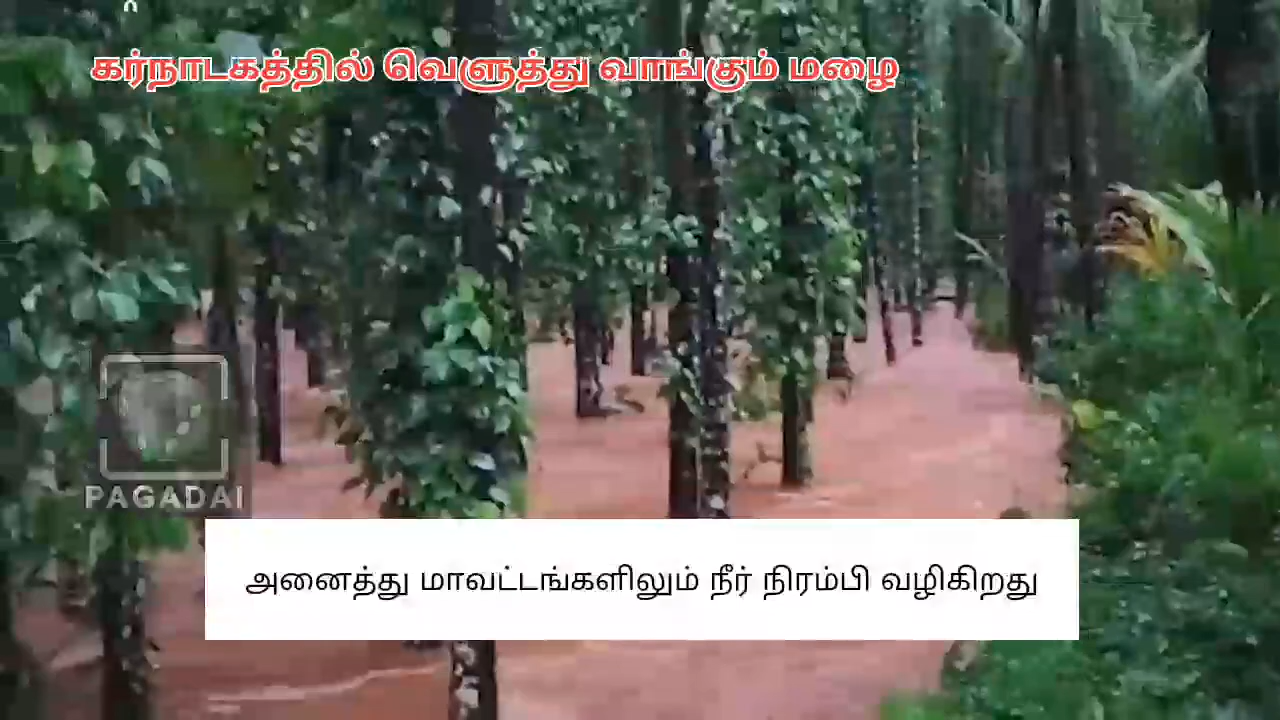 கர்நாடகத்தில் வெளுத்து வாங்கும் மழை
PAGADAI
அனைத்து மாவட்டங்களிலும் நீர் நிரம்பி வழிகிறது